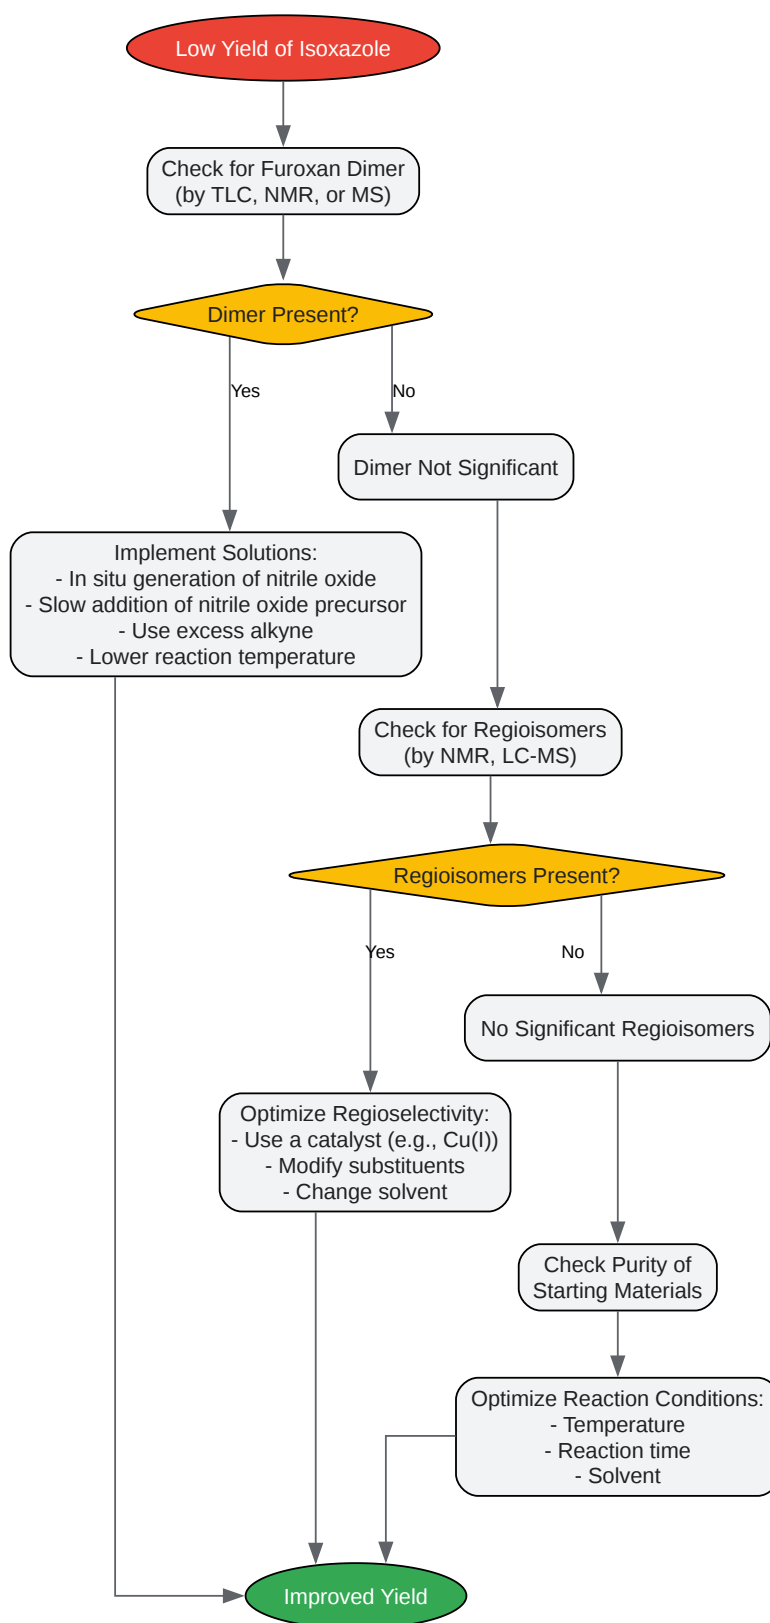 Low Yield of Isoxazole
Check for Furoxan Dimer
(by TLC, NMR, or MS)
Dimer Present?
Yes
No
Dimer Not Significant
Implement Solutions:
- In situ generation of nitrile oxide
- Slow addition of nitrile oxide precursor
- Use excess alkyne
- Lower reaction temperature
Check for Regioisomers
(by NMR, LC-MS)
Regioisomers Present?
Yes
No
No Significant Regioisomers
Optimize Regioselectivity:
- Use a catalyst (e.g., Cu(I))
- Modify substituents
- Change solvent
Check Purity of
Starting Materials
Optimize Reaction Conditions:
- Temperature
- Reaction time
- Solvent
Improved Yield